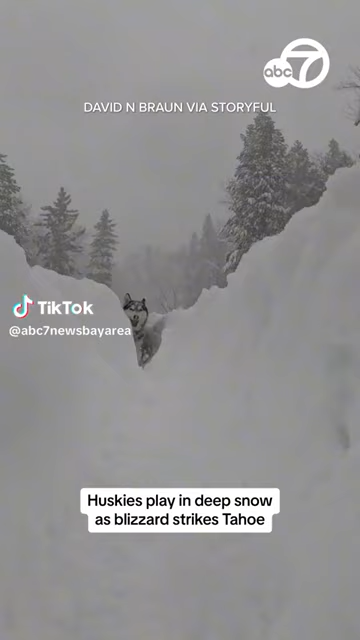 abc 7
DAVID N BRAUN VIA STORYFUL
TikTok
@abc7newsbayarea
Huskies play in deep snow
as blizzard strikes Tahoe